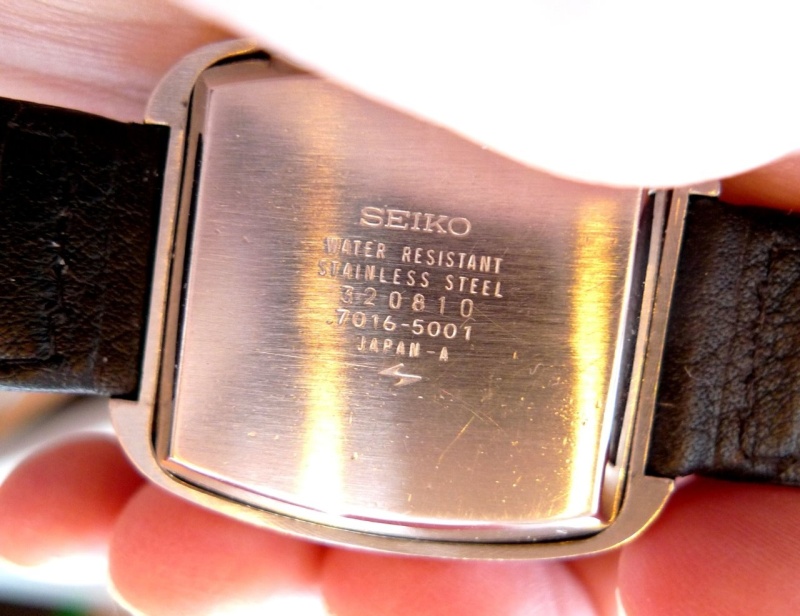 SEIKO
WATER RESISTANT
STAINLESS STEEL
320810
7016-5001
JAPAN-A